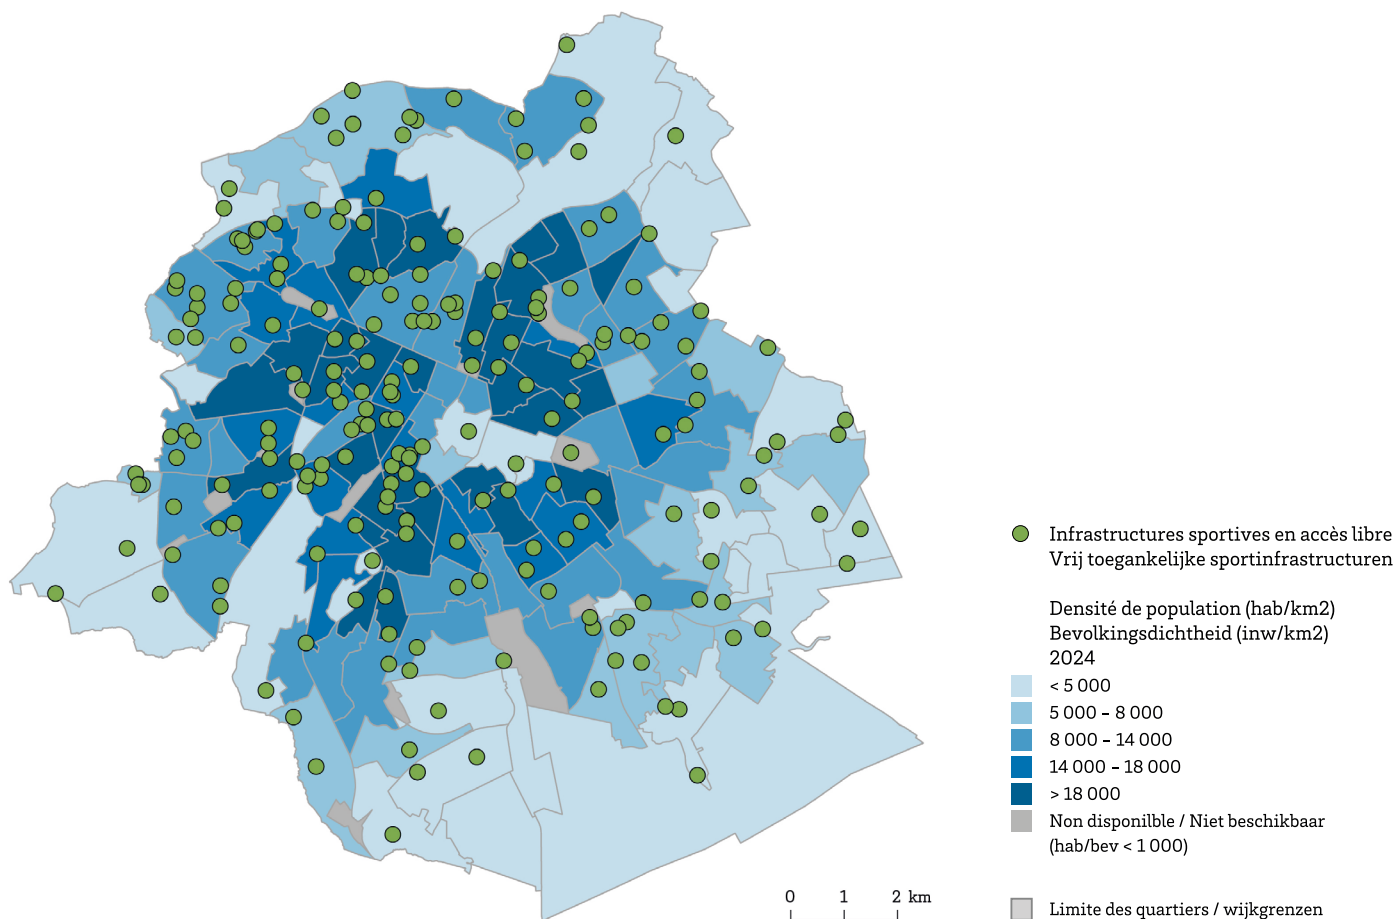 Infrastructures sportives en accès libre
Vrij toegankelijke sportinfrastructuren
Densité de population (hab/km2)
Bevolkingsdichtheid (inw/km2)
2024
< 5 000
5 000 – 8 000
8 000 – 14 000
14 000 – 18 000
> 18 000
Non disponilble / Niet beschikbaar
(hab/bev < 1 000)
0 1 2 km
Limite des quartiers / wijkgrenzen